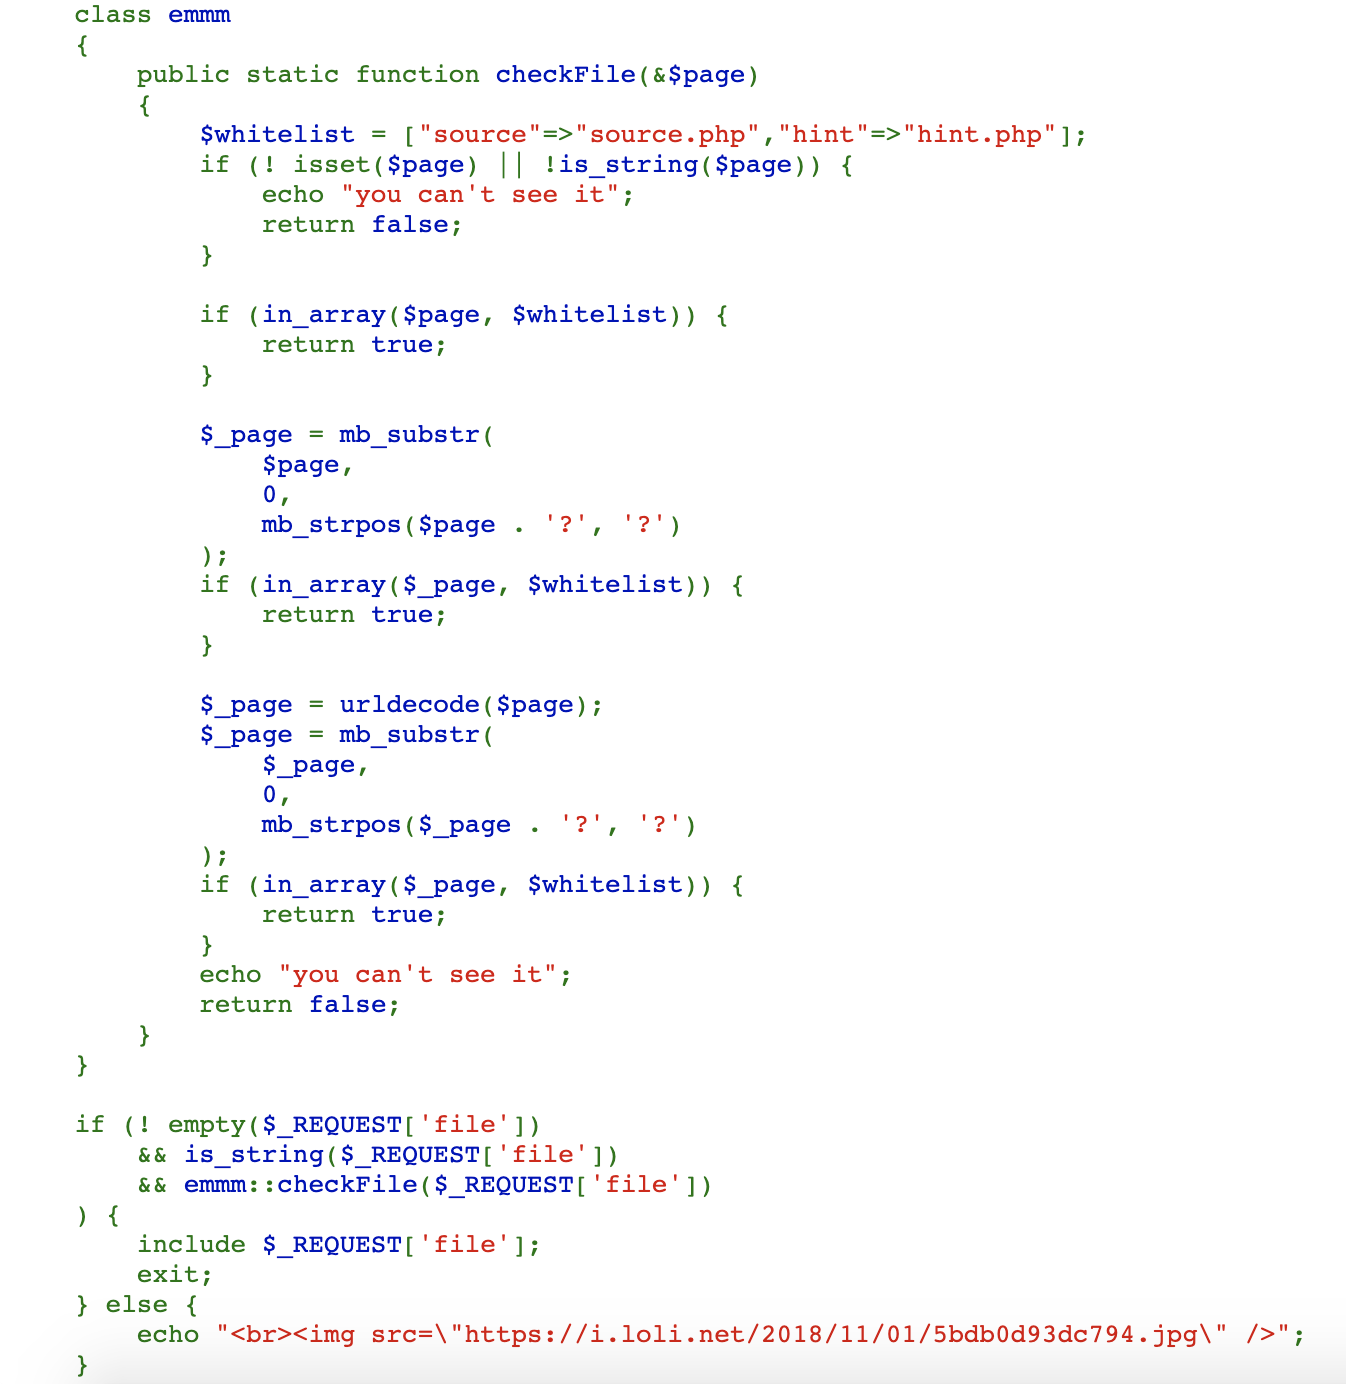 class emmm
{
    public static function checkFile(&$page)
    {
        $whitelist = ["source"=>"source.php","hint"=>"hint.php"];
        if (! isset($page) || !is_string($page)) {
            echo "you can't see it";
            return false;
        }

        if (in_array($page, $whitelist)) {
            return true;
        }

        $_page = mb_substr(
            $page,
            0,
            mb_strpos($page . '?', '?')
        );
        if (in_array($_page, $whitelist)) {
            return true;
        }

        $_page = urldecode($page);
        $_page = mb_substr(
            $_page,
            0,
            mb_strpos($_page . '?', '?')
        );
        if (in_array($_page, $whitelist)) {
            return true;
        }
        echo "you can't see it";
        return false;
    }
}

if (! empty($_REQUEST['file'])
    && is_string($_REQUEST['file'])
    && emmm::checkFile($_REQUEST['file'])
) {
    include $_REQUEST['file'];
    exit;
} else {
    echo "<br><img src=\"https://i.loli.net/2018/11/01/5bdb0d93dc794.jpg\" />";
}